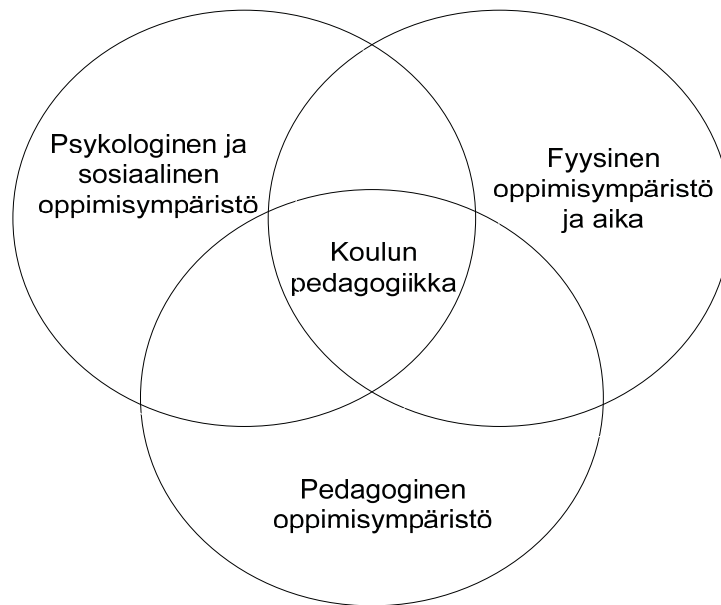 Psykologinen ja
sosiaalinen
oppimisympäristö
Fyysinen
oppimisympäristö
ja aika
Koulun
pedagogiikka
Pedagoginen
oppimisympäristö